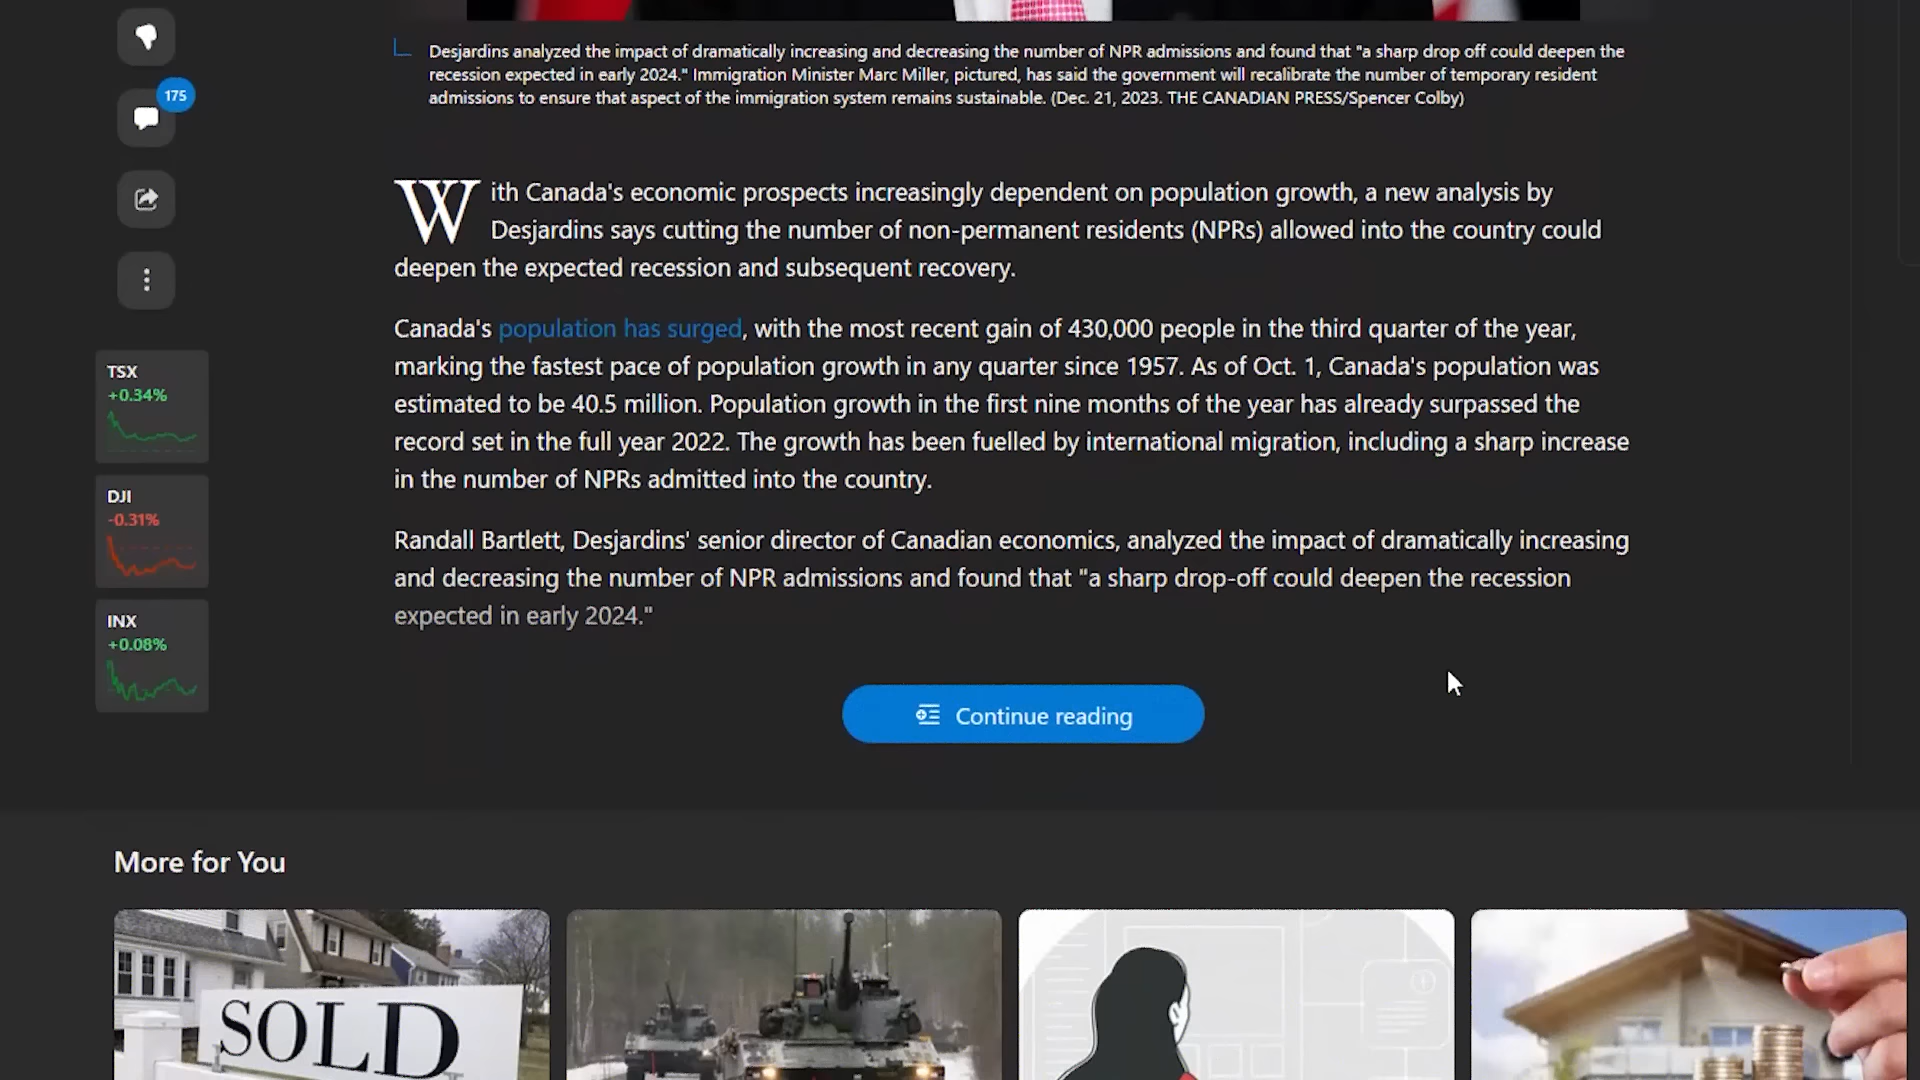 175
Desjardins analyzed the impact of dramatically increasing and decreasing the number of NPR admissions and found that "a sharp drop off could deepen the
recession expected in early 2024." Immigration Minister Marc Miller, pictured, has said the government will recalibrate the number of temporary resident
admissions to ensure that aspect of the immigration system remains sustainable. (Dec. 21, 2023. THE CANADIAN PRESS/Spencer Colby)
With Canada's economic prospects increasingly dependent on population growth, a new analysis by
Desjardins says cutting the number of non-permanent residents (NPRs) allowed into the country could
deepen the expected recession and subsequent recovery.
Canada's population has surged, with the most recent gain of 430,000 people in the third quarter of the year,
marking the fastest pace of population growth in any quarter since 1957. As of Oct. 1, Canada's population was
estimated to be 40.5 million. Population growth in the first nine months of the year has already surpassed the
record set in the full year 2022. The growth has been fuelled by international migration, including a sharp increase
in the number of NPRs admitted into the country.
Randall Bartlett, Desjardins' senior director of Canadian economics, analyzed the impact of dramatically increasing
and decreasing the number of NPR admissions and found that "a sharp drop-off could deepen the recession
expected in early 2024."
TSX
+0.34%
DJI
-0.31%
INX
+0.08%
Continue reading
More for You
SOLD